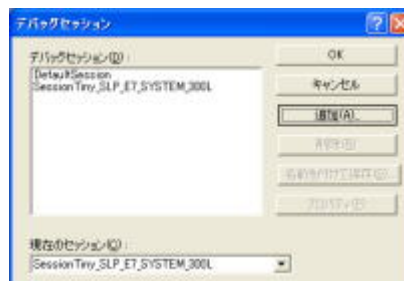 デバッグセッション
デバッグセッション(D):
DefaultSession
SessionTiny_SLP_E7_SYSTEM_300L
OK
キャンセル
追加(A)...
削除(R)
名前を付けて保存(S)...
プロパティ(P)
現在のセッション(C):
SessionTiny_SLP_E7_SYSTEM_300L